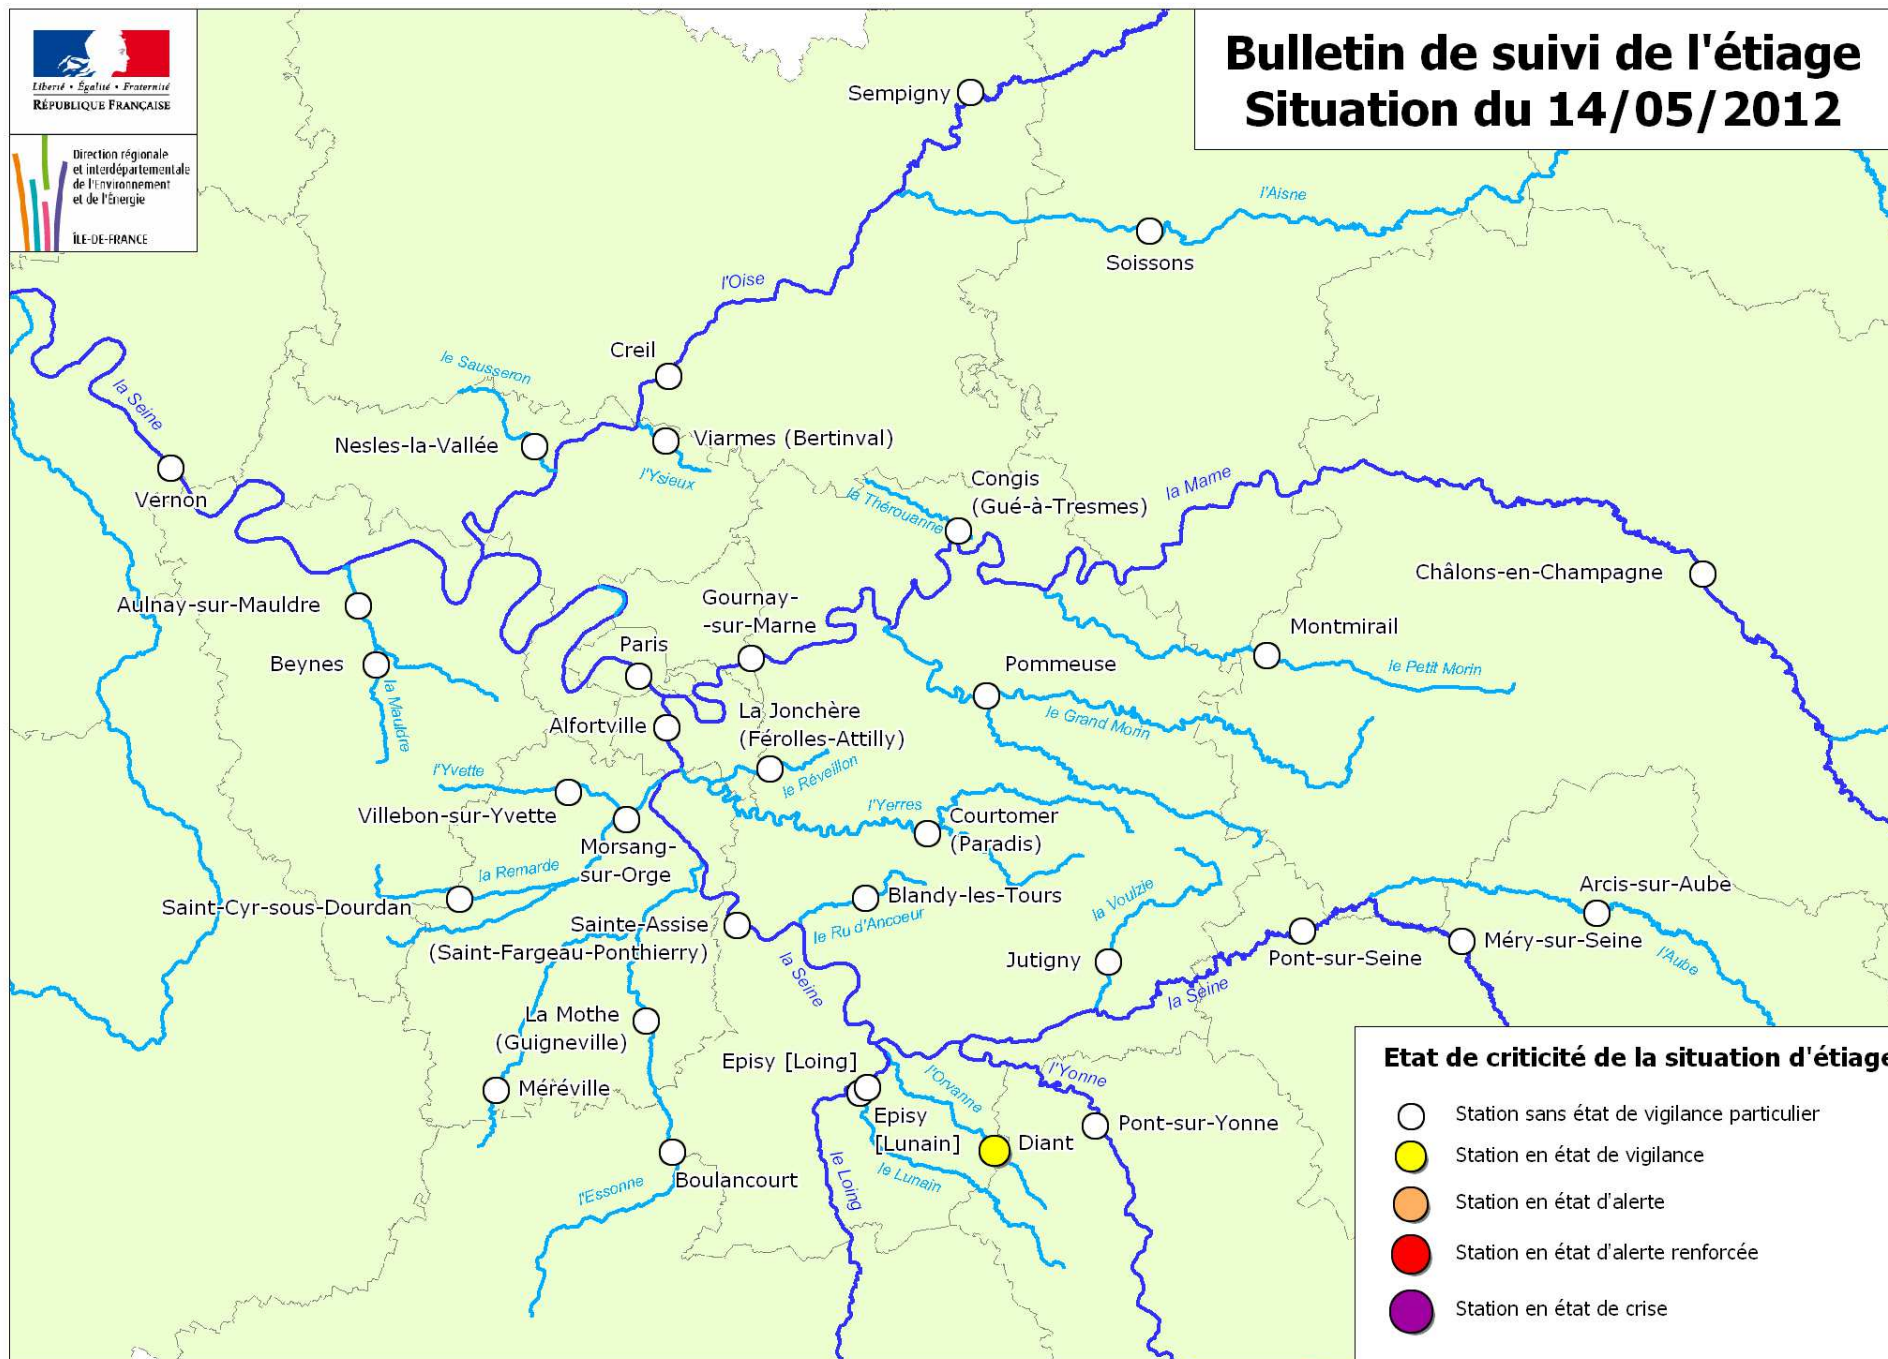 Bulletin de suivi de l'étiage
Situation du 14/05/2012
Liberté • Égalité • Fraternité
RÉPUBLIQUE FRANÇAISE
Direction régionale
et interdépartementale
de l'Environnement
et de l'Énergie
ÎLE-DE-FRANCE
Sempigny
l'Aisne
Soissons
l'Oise
Creil
le Sausseron
la Seine
Nesles-la-Vallée
Viarmes (Bertinval)
l'Ysieux
Vernon
Congis
(Gué-à-Tresmes)
la Thérouanne
la Marne
Châlons-en-Champagne
Aulnay-sur-Mauldre
Gournay-
-sur-Marne
Montmirail
Paris
Beynes
Pommeuse
le Petit Morin
la Mauldre
Alfortville
La Jonchère
(Férolles-Attilly)
le Grand Morin
l'Yvette
le Réveillon
Villebon-sur-Yvette
l'Yerres
Courtomer
(Paradis)
Morsang-
sur-Orge
la Remarde
Saint-Cyr-sous-Dourdan
Blandy-les-Tours
la Voulzie
Arcis-sur-Aube
Sainte-Assise
(Saint-Fargeau-Ponthierry)
le Ru d'Ancoeur
la Seine
Jutigny
Pont-sur-Seine
Méry-sur-Seine
l'Aube
la Seine
La Mothe
(Guigneville)
Episy [Loing]
l'Orvanne
l'Yonne
Méréville
Episy
[Lunain]
Diant
Pont-sur-Yonne
le Loing
le Lunain
Boulancourt
l'Essonne
Etat de criticité de la situation d'étiage
Station sans état de vigilance particulier
Station en état de vigilance
Station en état d'alerte
Station en état d'alerte renforcée
Station en état de crise